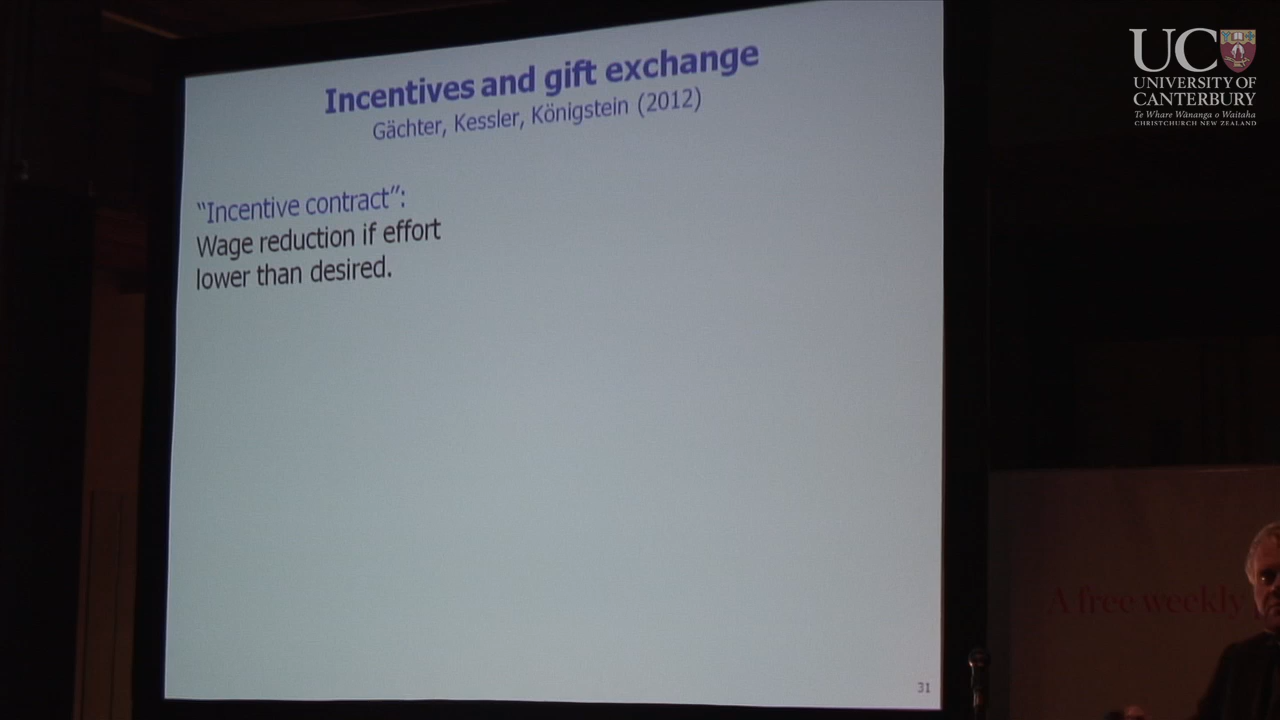 Incentives and gift exchange
Gächter, Kessler, Königstein (2012)
“Incentive contract”:
Wage reduction if effort
lower than desired.
31
UC
UNIVERSITY OF
CANTERBURY
Te Whare Wānanga o Waitaha
CHRISTCHURCH NEW ZEALAND
A free weekly